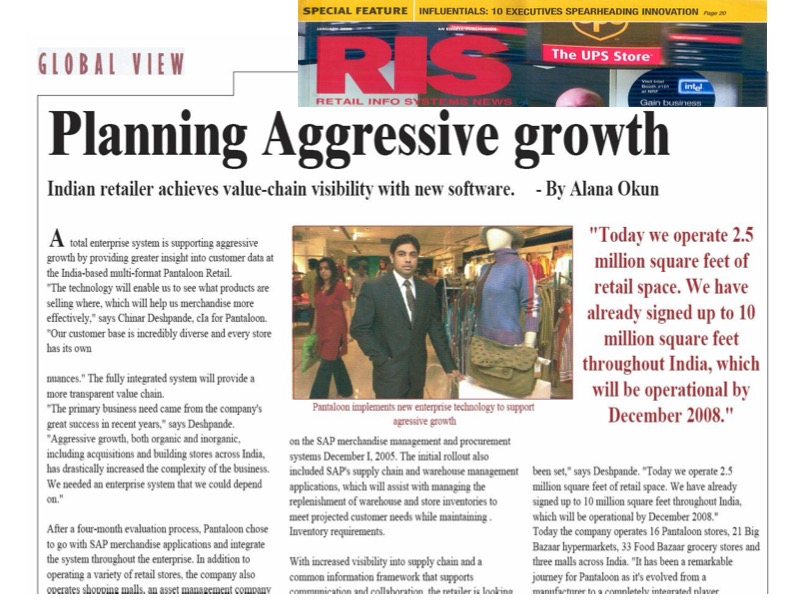 SPECIAL FEATURE
INFLUENTIALS: 10 EXECUTIVES SPEARHEADING INNOVATION Page 20
The UPS Store
RIS
RETAIL INFO SYSTEMS NEWS
Visit Intel
Booth #101
at NRF
intel
Gain business
GLOBAL VIEW
Planning Aggressive growth
Indian retailer achieves value-chain visibility with new software. - By Alana Okun
A total enterprise system is supporting aggressive
growth by providing greater insight into customer data at
the India-based multi-format Pantaloon Retail.
"The technology will enable us to see what products are
selling where, which will help us merchandise more
effectively," says Chinar Deshpande, cIa for Pantaloon.
"Our customer base is incredibly diverse and every store
has its own
nuances." The fully integrated system will provide a
more transparent value chain.
"The primary business need came from the company's
great success in recent years," says Deshpande.
"Aggressive growth, both organic and inorganic,
including acquisitions and building stores across India,
has drastically increased the complexity of the business.
We needed an enterprise system that we could depend
on."
After a four-month evaluation process, Pantaloon chose
to go with SAP merchandise applications and integrate
the system throughout the enterprise. In addition to
operating a variety of retail stores, the company also
operates shopping malls, an asset management company
Pantaloon implements new enterprise technology to support
agressive growth
on the SAP merchandise management and procurement
systems December I, 2005. The initial rollout also
included SAP's supply chain and warehouse management
applications, which will assist with managing the
replenishment of warehouse and store inventories to
meet projected customer needs while maintaining .
Inventory requirements.
With increased visibility into supply chain and a
common information framework that supports
communication and collaboration, the retailer is looking
"Today we operate 2.5
million square feet of
retail space. We have
already signed up to 10
million square feet
throughout India, which
will be operational by
December 2008."
been set," says Deshpande. "Today we operate 2.5
million square feet of retail space. We have already
signed up to 10 million square feet throughout India,
which will be operational by December 2008."
Today the company operates 16 Pantaloon stores, 21 Big
Bazaar hypermarkets, 33 Food Bazaar grocery stores and
three malls across India. "It has been a remarkable
journey for Pantaloon as it's evolved from a
manufacturer to a completely integrated player